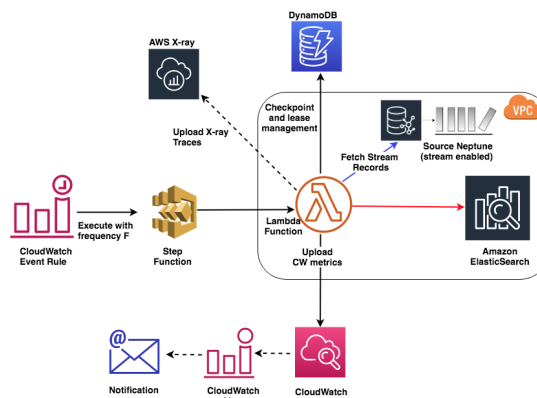 DynamoDB
AWS X-ray
VPC
Checkpoint
and lease
management
Upload X-ray
Traces
Source Neptune
(stream enabled)
Fetch Stream
Records
Execute with
frequency F
Lambda
Function
CloudWatch
Event Rule
Step
Function
Upload
CW metrics
Amazon
ElasticSearch
@
Notification
CloudWatch
CloudWatch